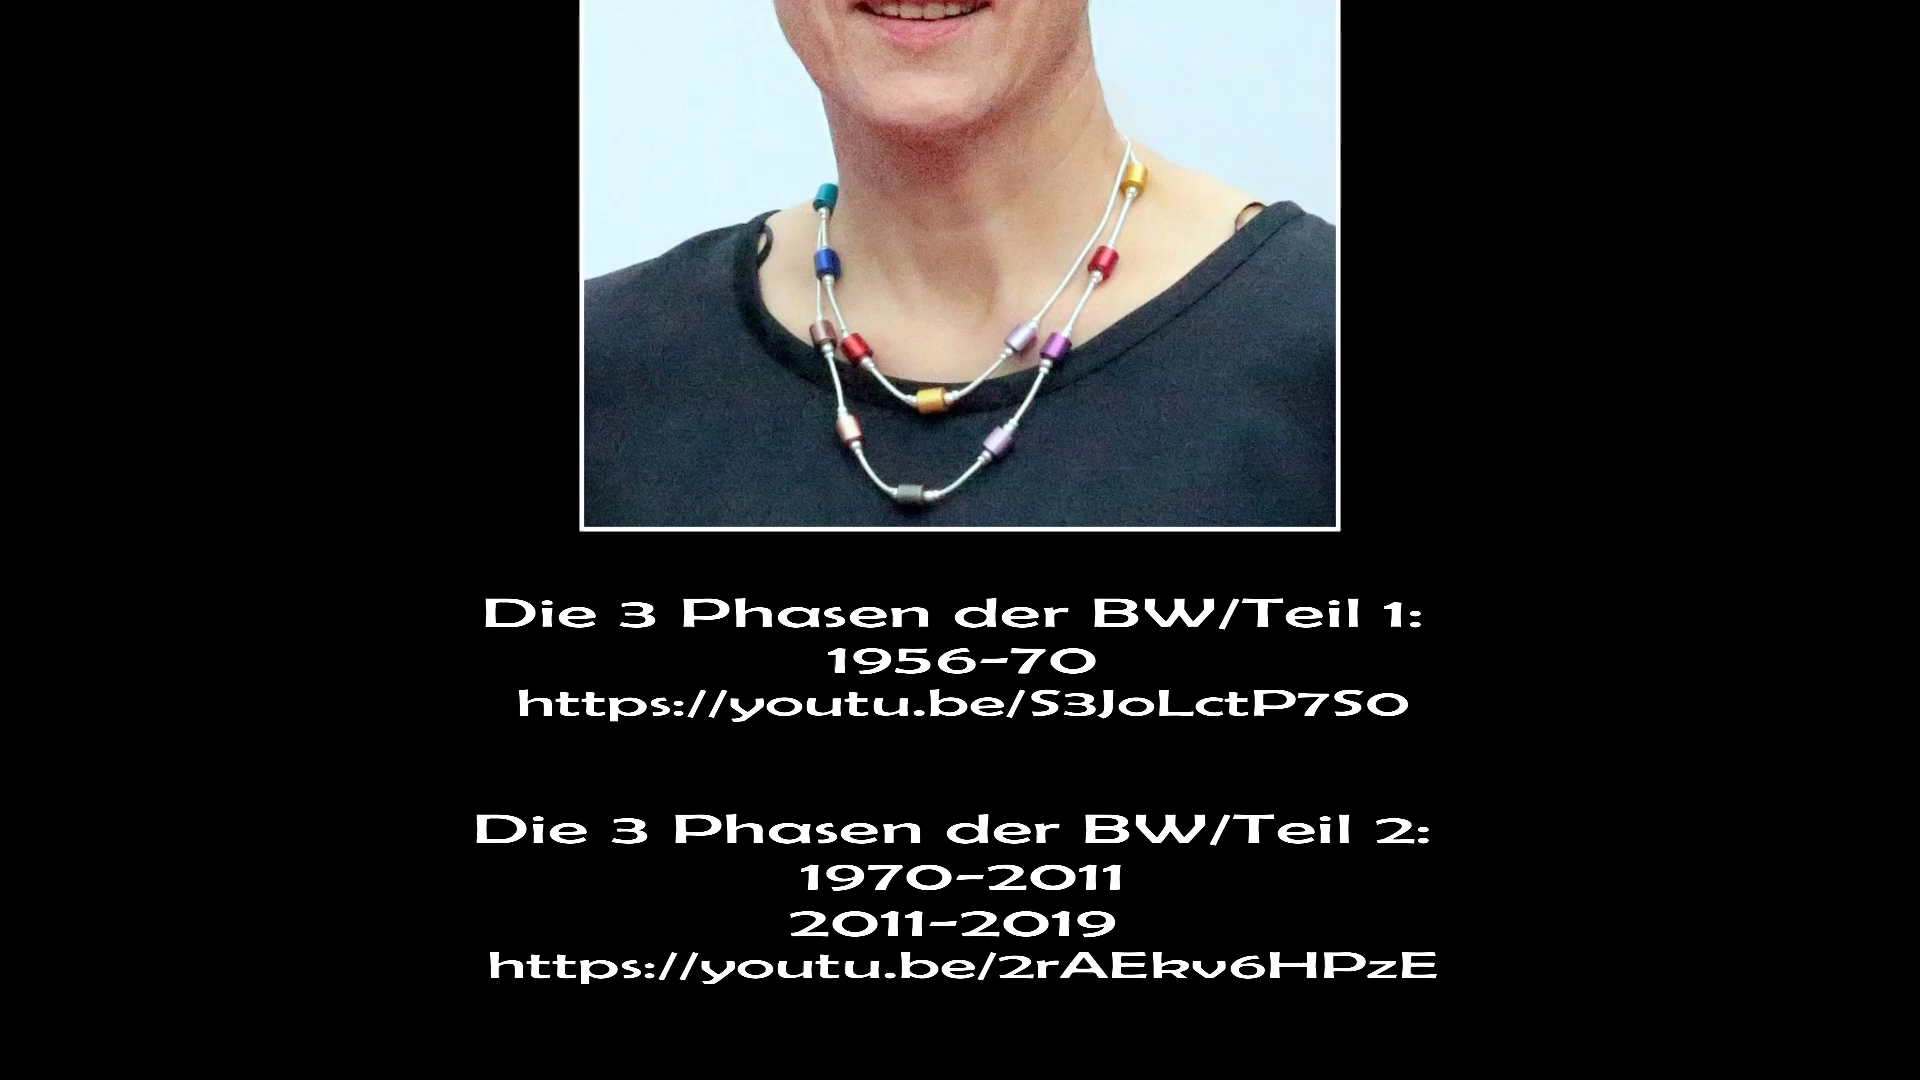 Die 3 Phasen der BW/Teil 1:
1956-70
https://youtu.be/S3JoLctP7S0
Die 3 Phasen der BW/Teil 2:
1970-2011
2011-2019
https://youtu.be/2rAEkv6HPzE